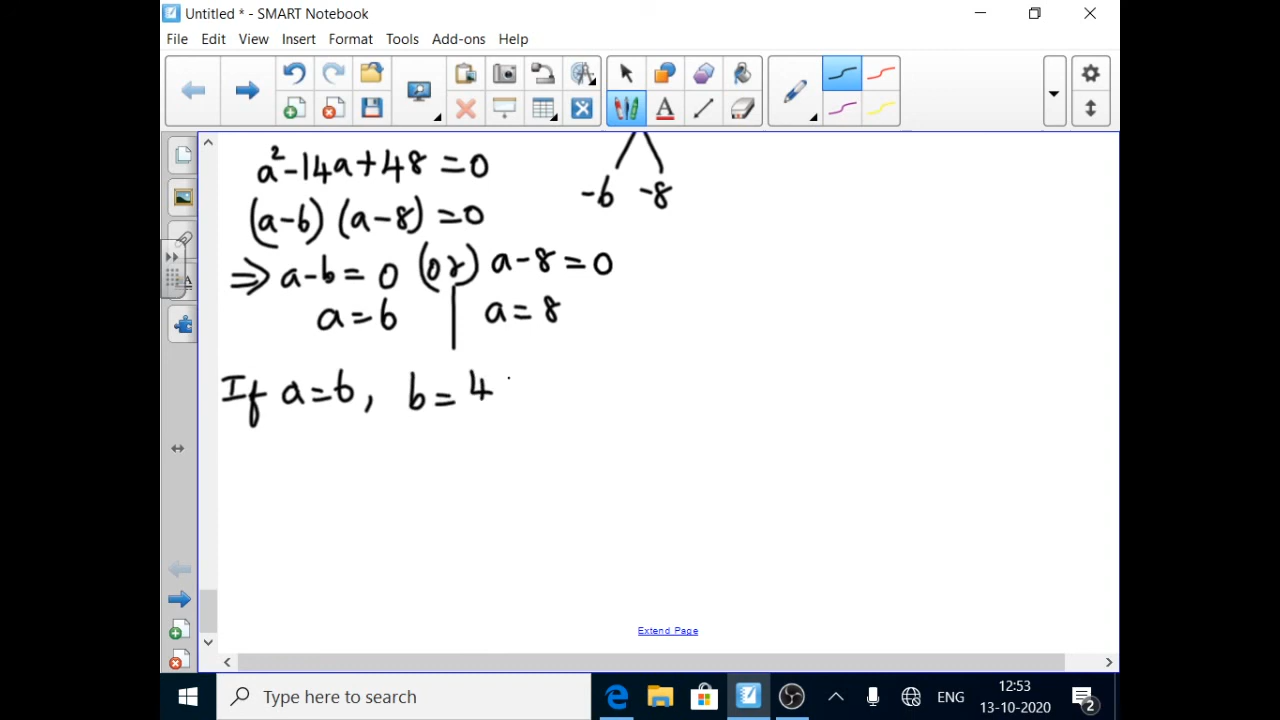 Untitled * - SMART Notebook
File Edit View Insert Format Tools Add-ons Help
a²-14a+48=0
-6 -8
(a-6) (a-8)=0
⇒ a-6=0 (or) a-8=0
a=6 | a=8
If a=6, b=4
Extend Page
Type here to search
ENG
12:53
13-10-2020
2